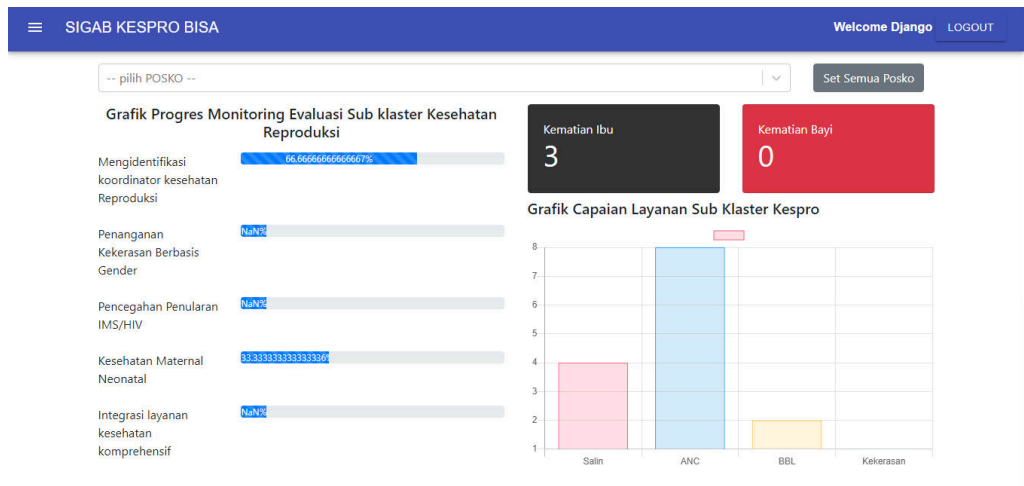 SIGAB KESPRO BISA
Welcome Django LOGOUT
-- pilih POSKO --
Set Semua Posko
Grafik Progres Monitoring Evaluasi Sub klaster Kesehatan
Reproduksi
Mengidentifikasi
koordinator kesehatan
Reproduksi
66.66666666666667%
Penanganan
Kekerasan Berbasis
Gender
NaN%
Pencegahan Penularan
IMS/HIV
NaN%
Kesehatan Maternal
Neonatal
33.333333333333336%
Integrasi layanan
kesehatan
komprehensif
NaN%
Kematian Ibu
3
Kematian Bayi
0
Grafik Capaian Layanan Sub Klaster Kespro
8
7
6
5
4
3
2
1
Salin ANC BBL Kekerasan